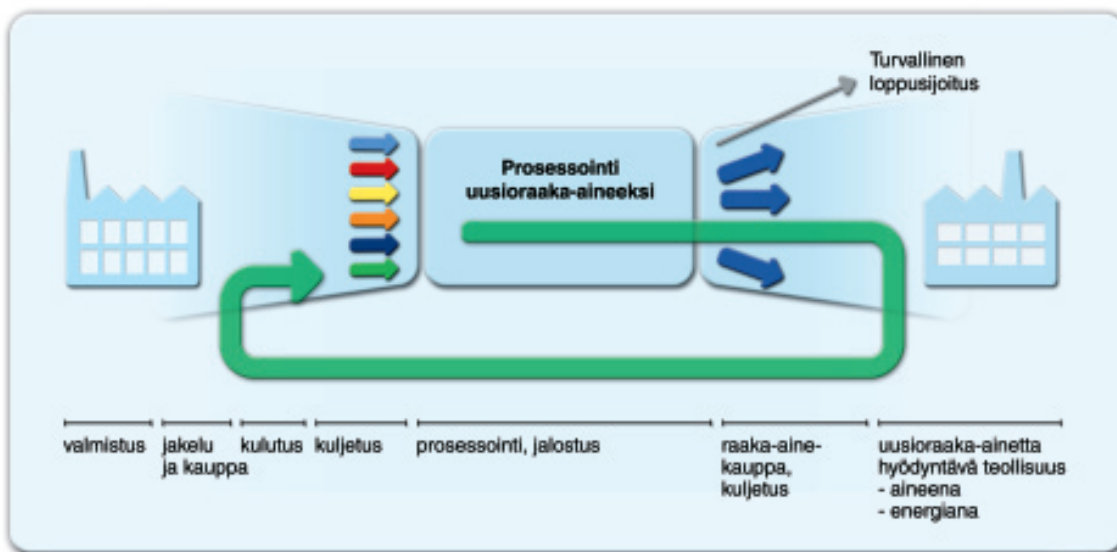 Turvallinen
loppusijoitus
Prosessointi
uusioraaka-aineeksi
valmistus
jakelu
ja kauppa
kulutus
kuljetus
prosessointi, jalostus
raaka-aine-
kauppa,
kuljetus
uusioraaka-ainetta
hyödyntävä teollisuus
- aineena
- energiana